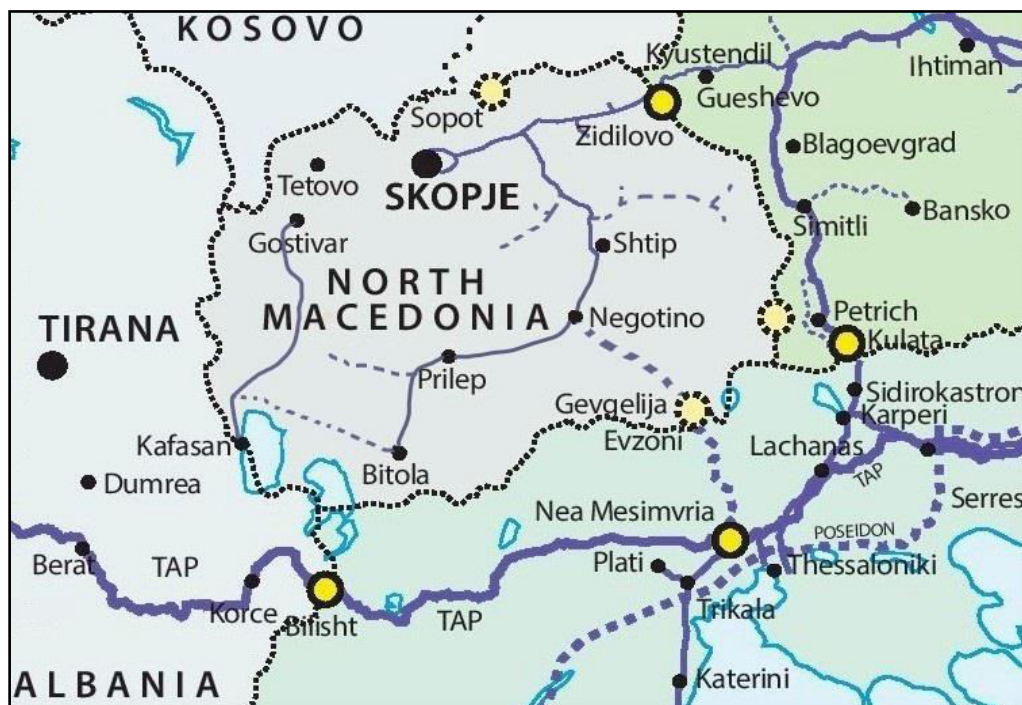 KOSOVO
Kyustendil
Ihtiman
Gueshevo
Sopot
Zidilovo
Blagoevgrad
Tetovo
SKOPJE
Simitli
Bansko
Gostivar
Shtip
NORTH
MACEDONIA
Negotino
Petrich
TIRANA
Kulata
Prilep
Sidirokastron
Gevgelija
Karperi
Evzoni
Kafasan
Lachanas
Bitola
TAP
Dumrea
Serres
Nea Mesimvria
POSEIDON
Berat
TAP
Plati
Thessaloniki
Korce
Bilisht
TAP
Trikala
ALBANIA
Katerini